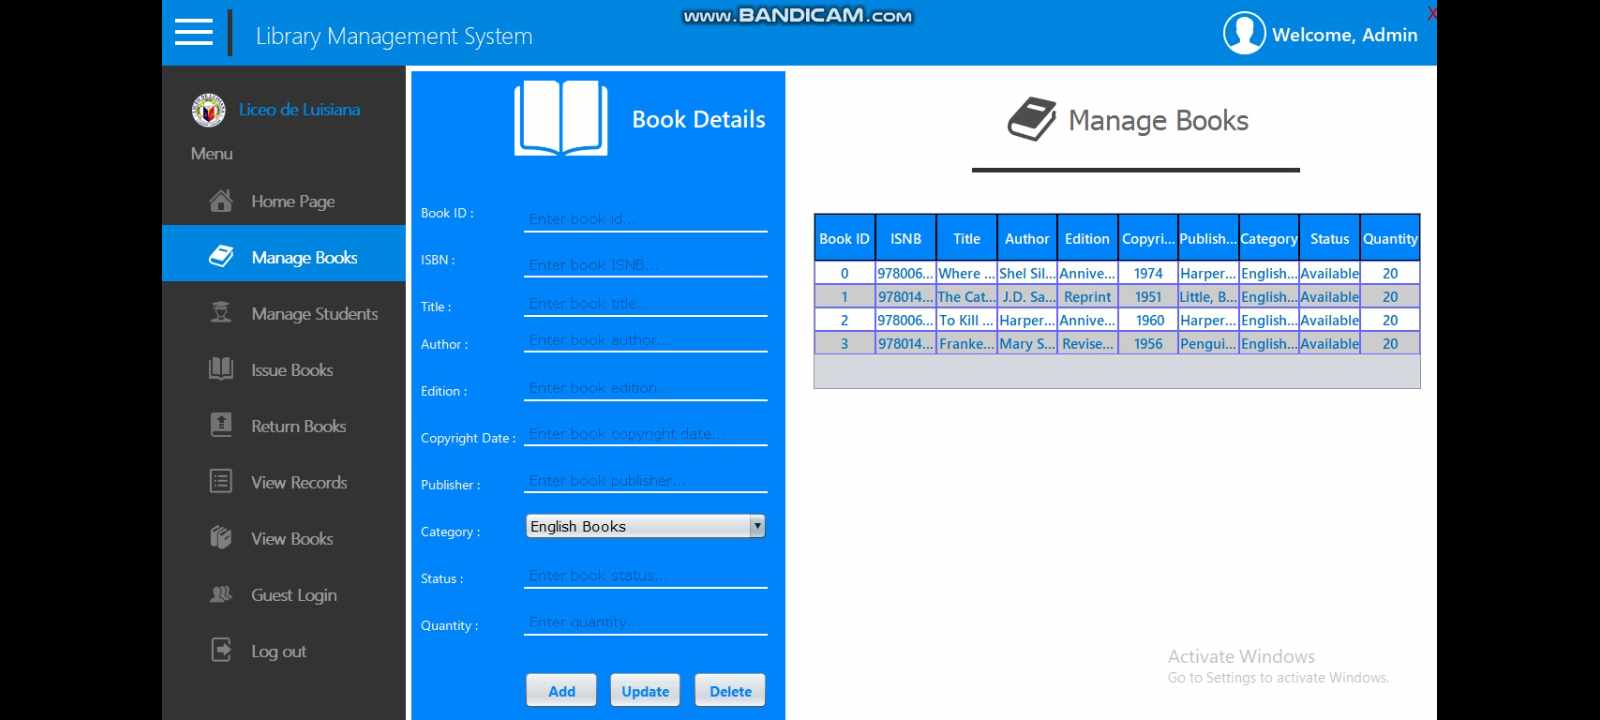 www.BANDICAM.com
X
Library Management System
Welcome, Admin
Liceo de Luisiana
Menu
Home Page
Manage Books
Manage Students
Issue Books
Return Books
View Records
View Books
Guest Login
Log out
Book Details
Book ID : Enter book id...
ISBN : Enter book ISNB...
Title : Enter book title...
Author : Enter book author...
Edition : Enter book edition...
Copyright Date : Enter book copyright date...
Publisher : Enter book publisher...
Category : English Books
Status : Enter book status...
Quantity : Enter quantity...
Add Update Delete
Manage Books
Book ID ISNB Title Author Edition Copyri... Publish... Category Status Quantity
0 978006... Where ... Shel Sil... Annive... 1974 Harper... English... Available 20
1 978014... The Cat... J.D. Sa... Reprint 1951 Little, B... English... Available 20
2 978006... To Kill ... Harper... Annive... 1960 Harper... English... Available 20
3 978014... Franke... Mary S... Revise... 1956 Pengui... English... Available 20
Activate Windows
Go to Settings to activate Windows.